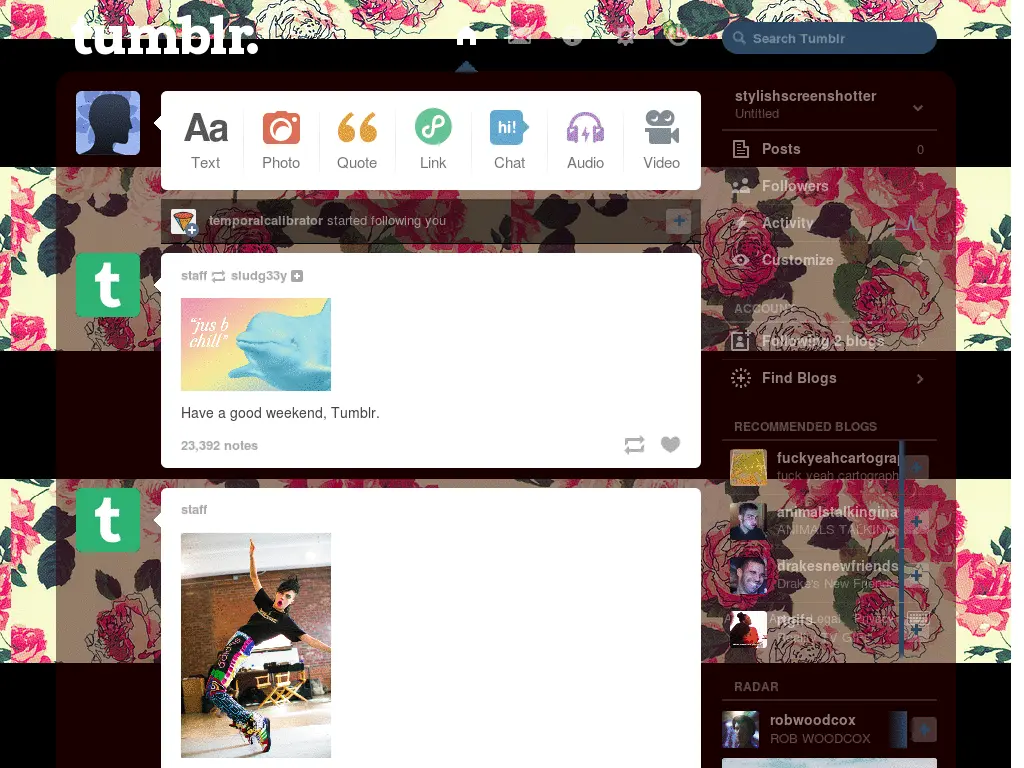 tumblr.
Search Tumblr
stylishscreenshotter
Untitled
Aa
hi!
Text
Photo
Quote
Link
Chat
Audio
Video
Posts
0
Followers
3
temporalcalibrator started following you
Activity
Customize
t
staff sludg33y
"jus b
chill"
Have a good weekend, Tumblr.
23,392 notes
ACCOUNT
Following 2 blogs
Find Blogs
RECOMMENDED BLOGS
fuckyeahcartograp
fuck yeah cartograph
animalstalkingina
ANIMALS TALKING
drakesnewfriends
Drake's New Friends
Legal Privacy
t
staff
RADAR
robwoodcox
ROB WOODCOX